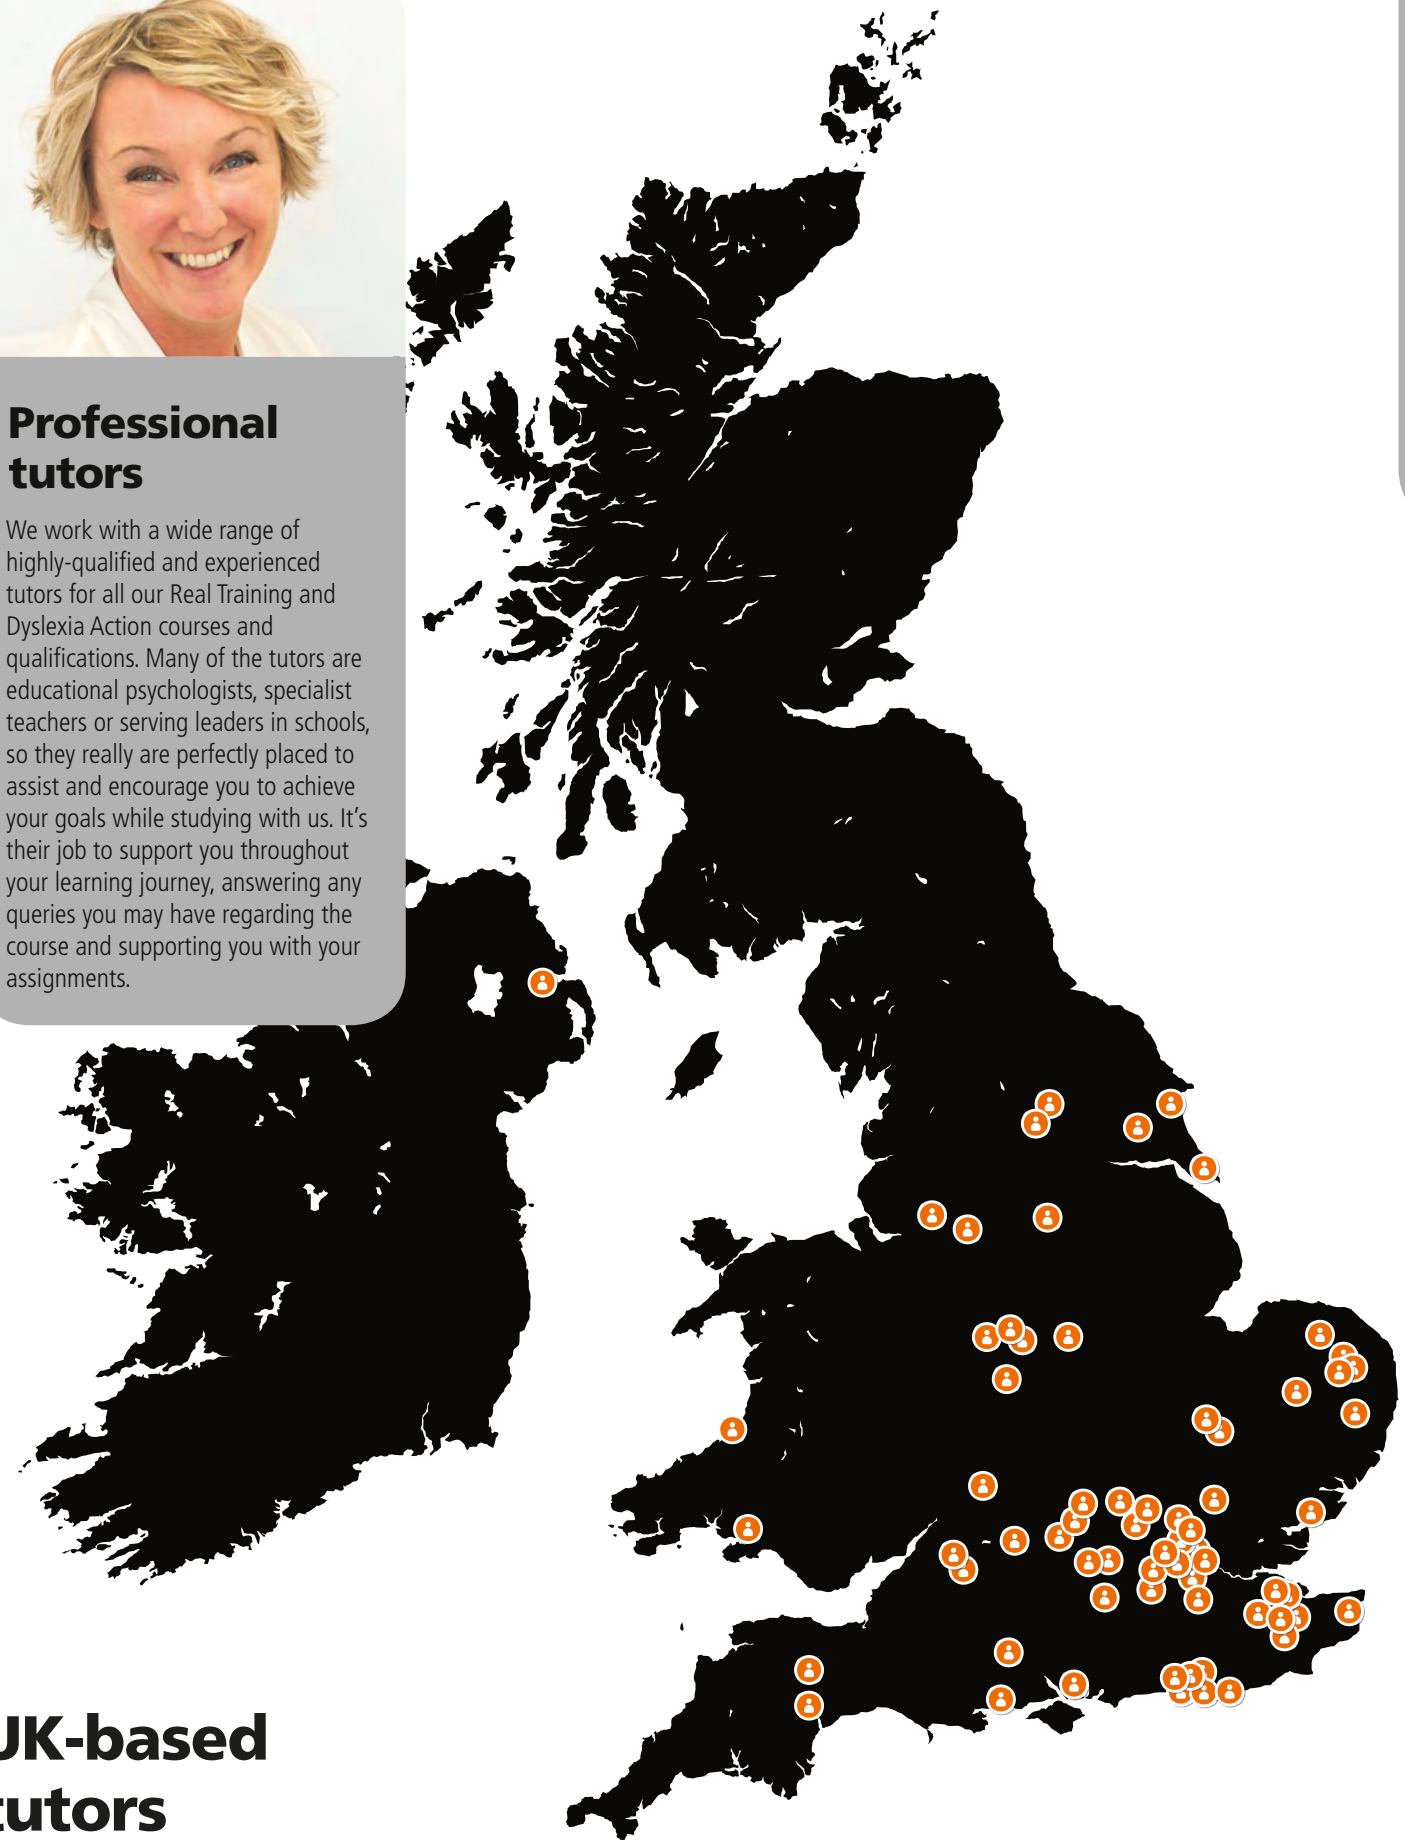 Professional
tutors
We work with a wide range of
highly-qualified and experienced
tutors for all our Real Training and
Dyslexia Action courses and
qualifications. Many of the tutors are
educational psychologists, specialist
teachers or serving leaders in schools,
so they really are perfectly placed to
assist and encourage you to achieve
your goals while studying with us. It’s
their job to support you throughout
your learning journey, answering any
queries you may have regarding the
course and supporting you with your
assignments.
UK-based
tutors